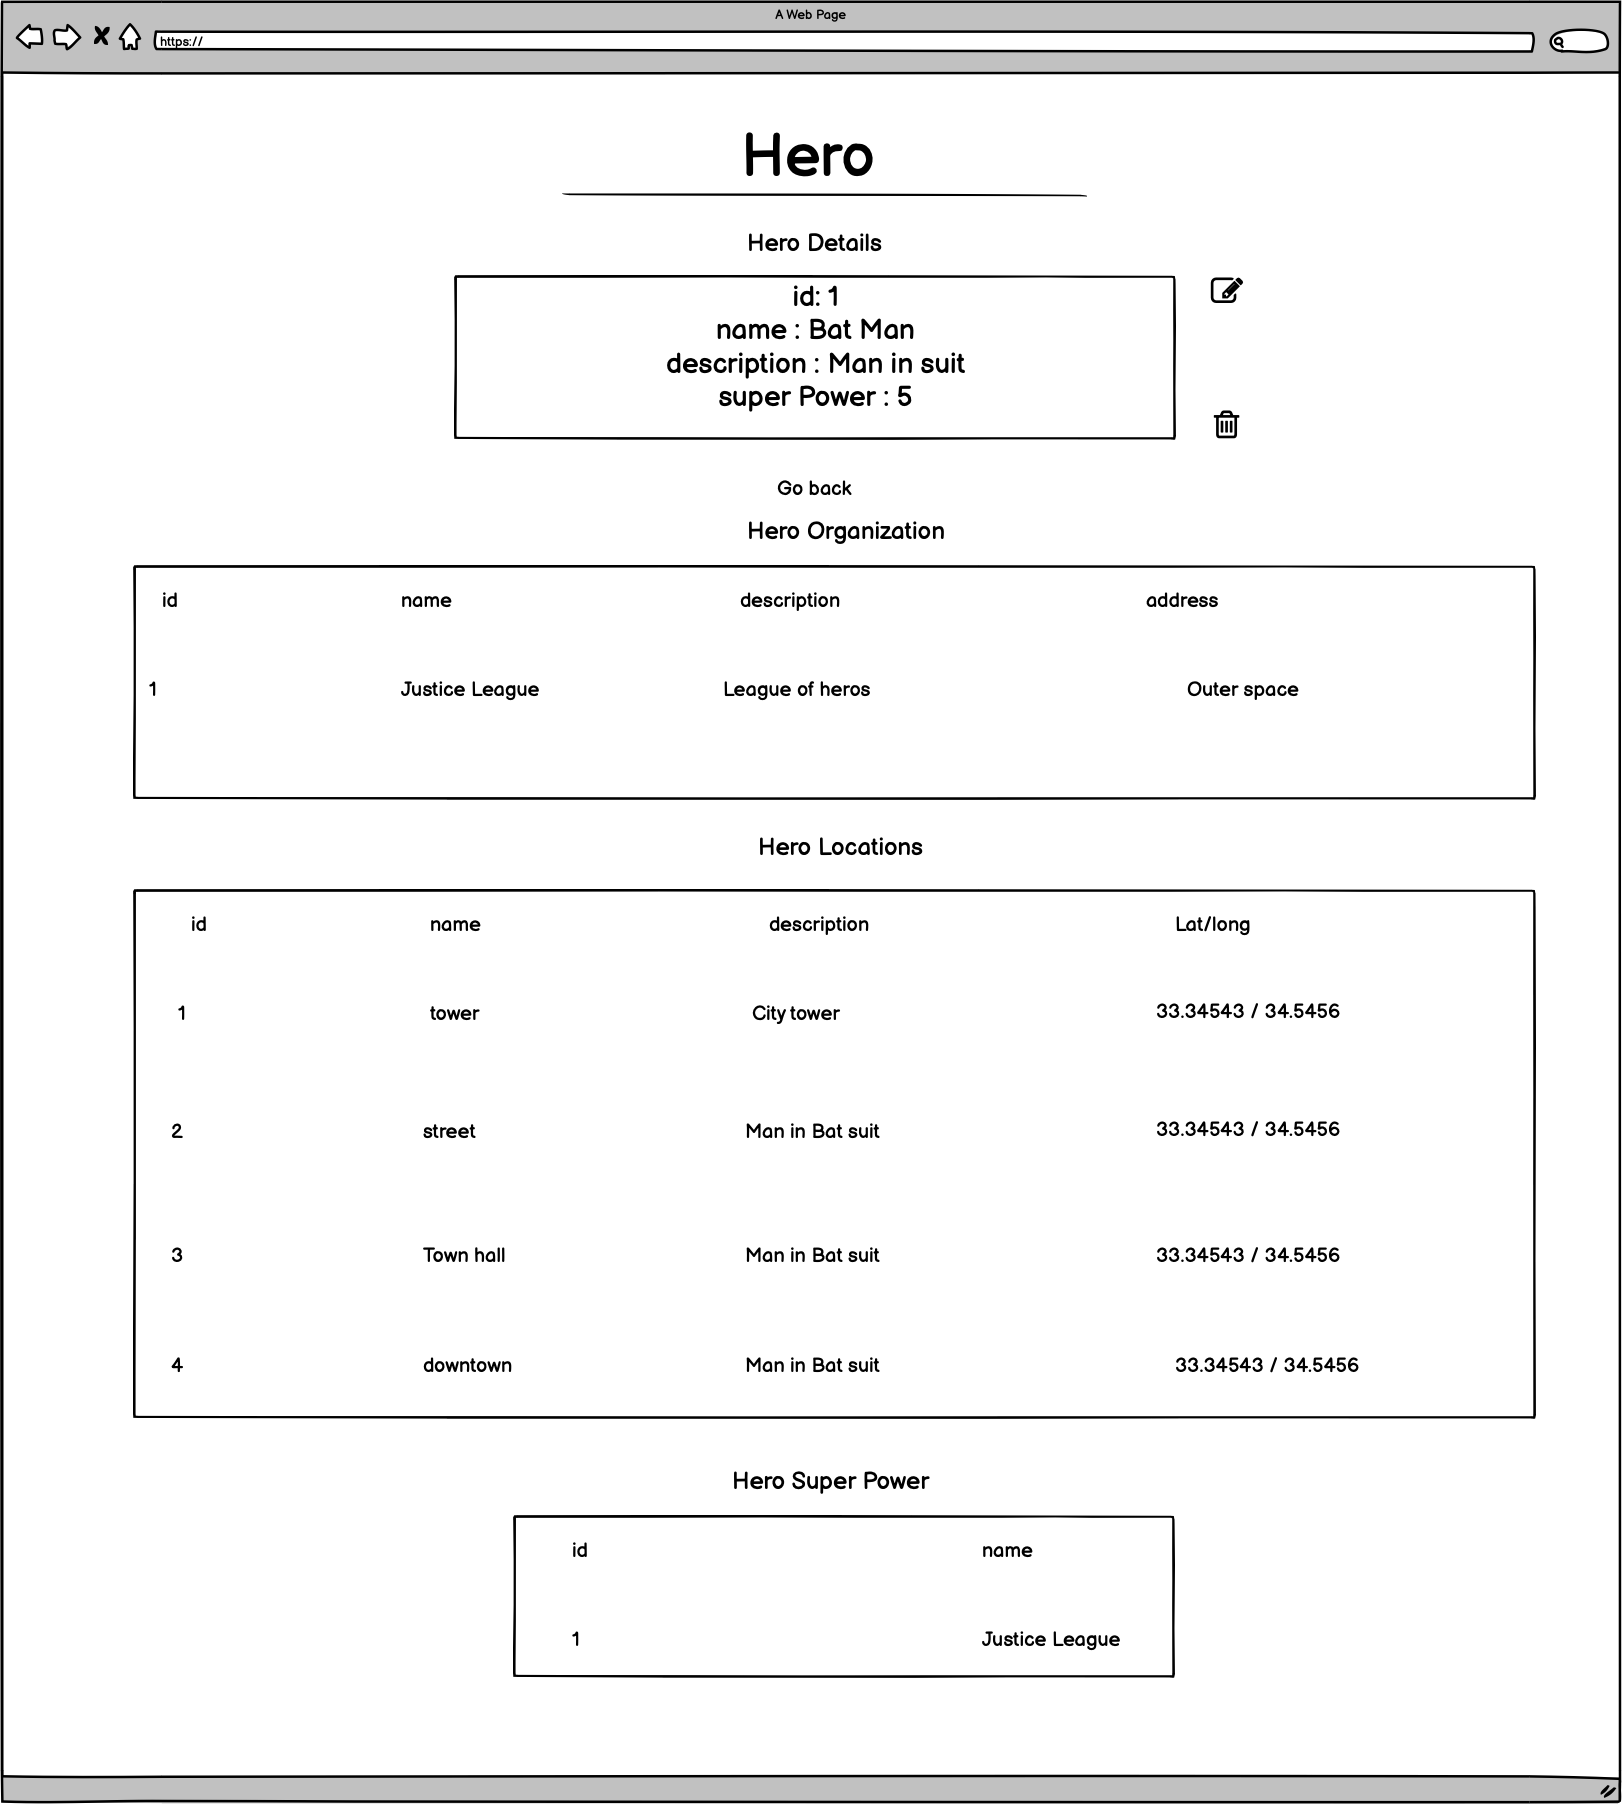 A Web Page
https://
Hero
Hero Details
id: 1
name : Bat Man
description : Man in suit
super Power : 5
Go back
Hero Organization
id name description address
1 Justice League League of heros Outer space
Hero Locations
id name description Lat/long
1 tower City tower 33.34543 / 34.5456
2 street Man in Bat suit 33.34543 / 34.5456
3 Town hall Man in Bat suit 33.34543 / 34.5456
4 downtown Man in Bat suit 33.34543 / 34.5456
Hero Super Power
id name
1 Justice League